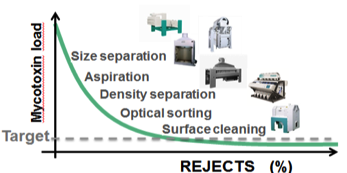 Mycotoxin load
Size separation
Aspiration
Density separation
Optical sorting
Surface cleaning
Target
REJECTS (%)